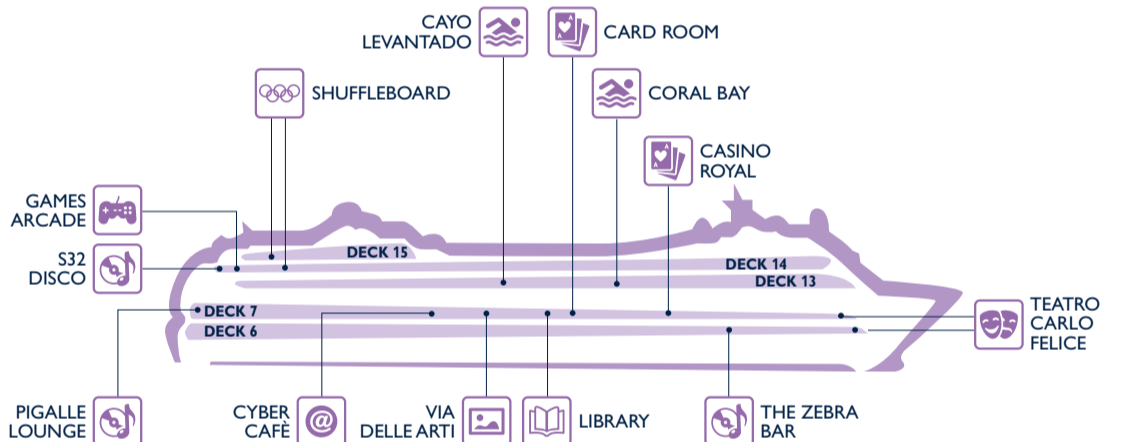 CAYO
LEVANTADO
CARD ROOM
SHUFFLEBOARD
CORAL BAY
CASINO
ROYAL
GAMES
ARCADE
S32
DISCO
DECK 15
DECK 14
DECK 13
DECK 7
DECK 6
TEATRO
CARLO
FELICE
PIGALLE
LOUNGE
CYBER
CAFÈ
@
VIA
DELLE ARTI
LIBRARY
THE ZEBRA
BAR